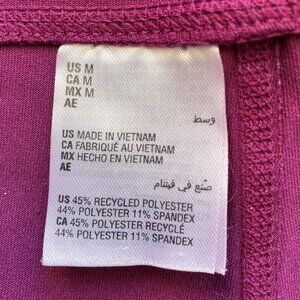 US M
CA M
MX M
AE
وسط
US MADE IN VIETNAM
CA FABRIQUÉ AU VIETNAM
MX HECHO EN VIETNAM
AE
صنع في فيتنام
US 45% RECYCLED POLYESTER
44% POLYESTER 11% SPANDEX
CA 45% POLYESTER RECYCLÉ
44% POLYESTER 11% SPANDEX